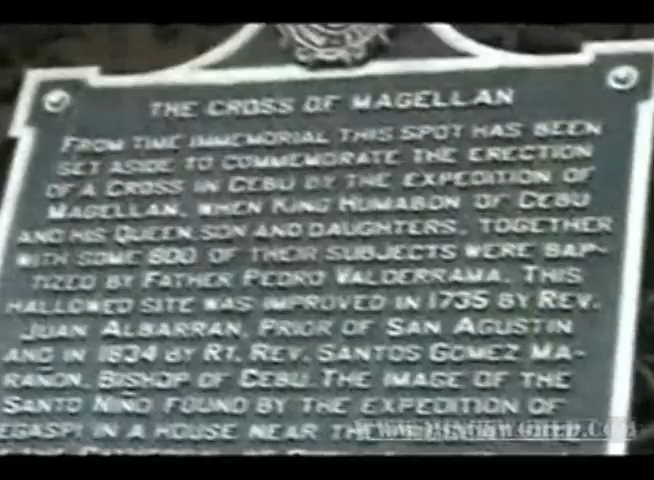 THE CROSS OF MAGELLAN
FROM TIME IMMEMORIAL THIS SPOT HAS BEEN
SET ASIDE TO COMMEMORATE THE ERECTION
OF A CROSS IN CEBU BY THE EXPEDITION OF
MAGELLAN, WHEN KING HUMABON OF CEBU
AND HIS QUEEN, SON AND DAUGHTERS, TOGETHER
WITH SOME 800 OF THEIR SUBJECTS WERE BAP-
TIZED BY FATHER PEDRO VALDERRAMA. THIS
HALLOWED SITE WAS IMPROVED IN 1735 BY REV.
JUAN ALBARRAN, PRIOR OF SAN AGUSTIN
AND IN 1834 BY RT. REV. SANTOS GOMEZ MA-
RAÑON, BISHOP OF CEBU. THE IMAGE OF THE
SANTO NIÑO FOUND BY THE EXPEDITION OF
EGASPI IN A HOUSE NEAR